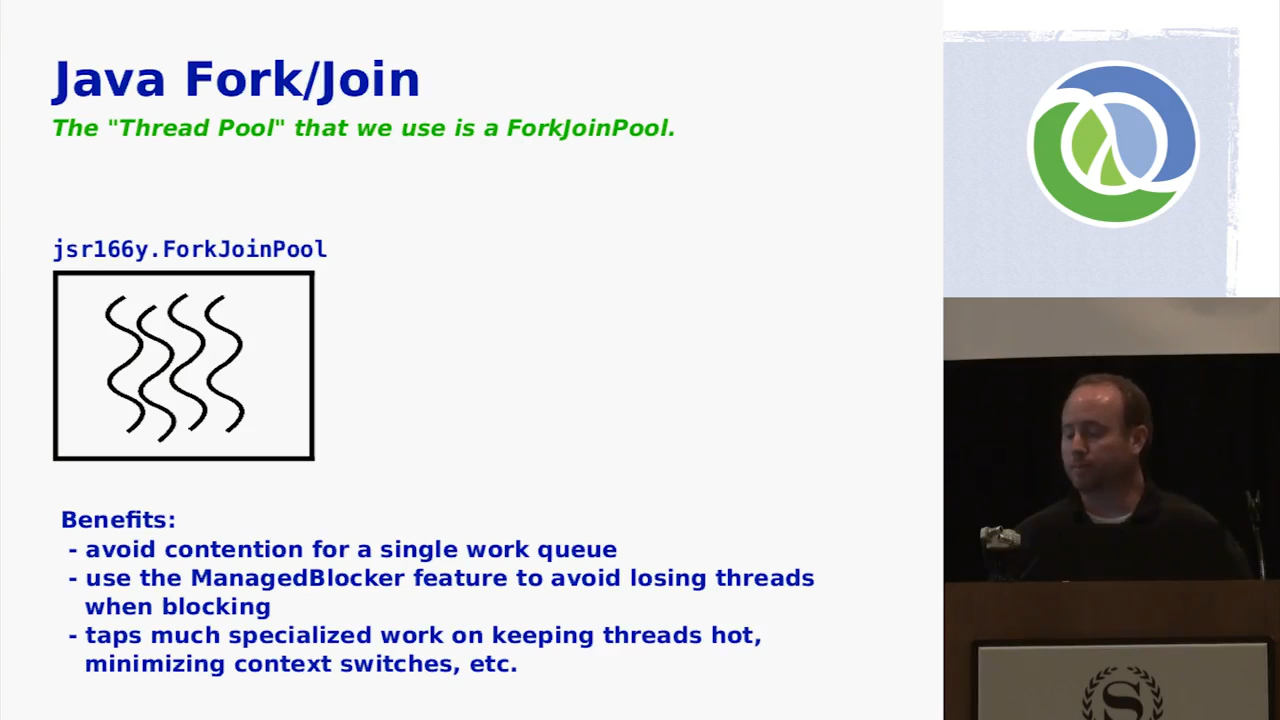 Java Fork/Join
The "Thread Pool" that we use is a ForkJoinPool.
jsr166y.ForkJoinPool
Benefits:
- avoid contention for a single work queue
- use the ManagedBlocker feature to avoid losing threads
when blocking
- taps much specialized work on keeping threads hot,
minimizing context switches, etc.
S